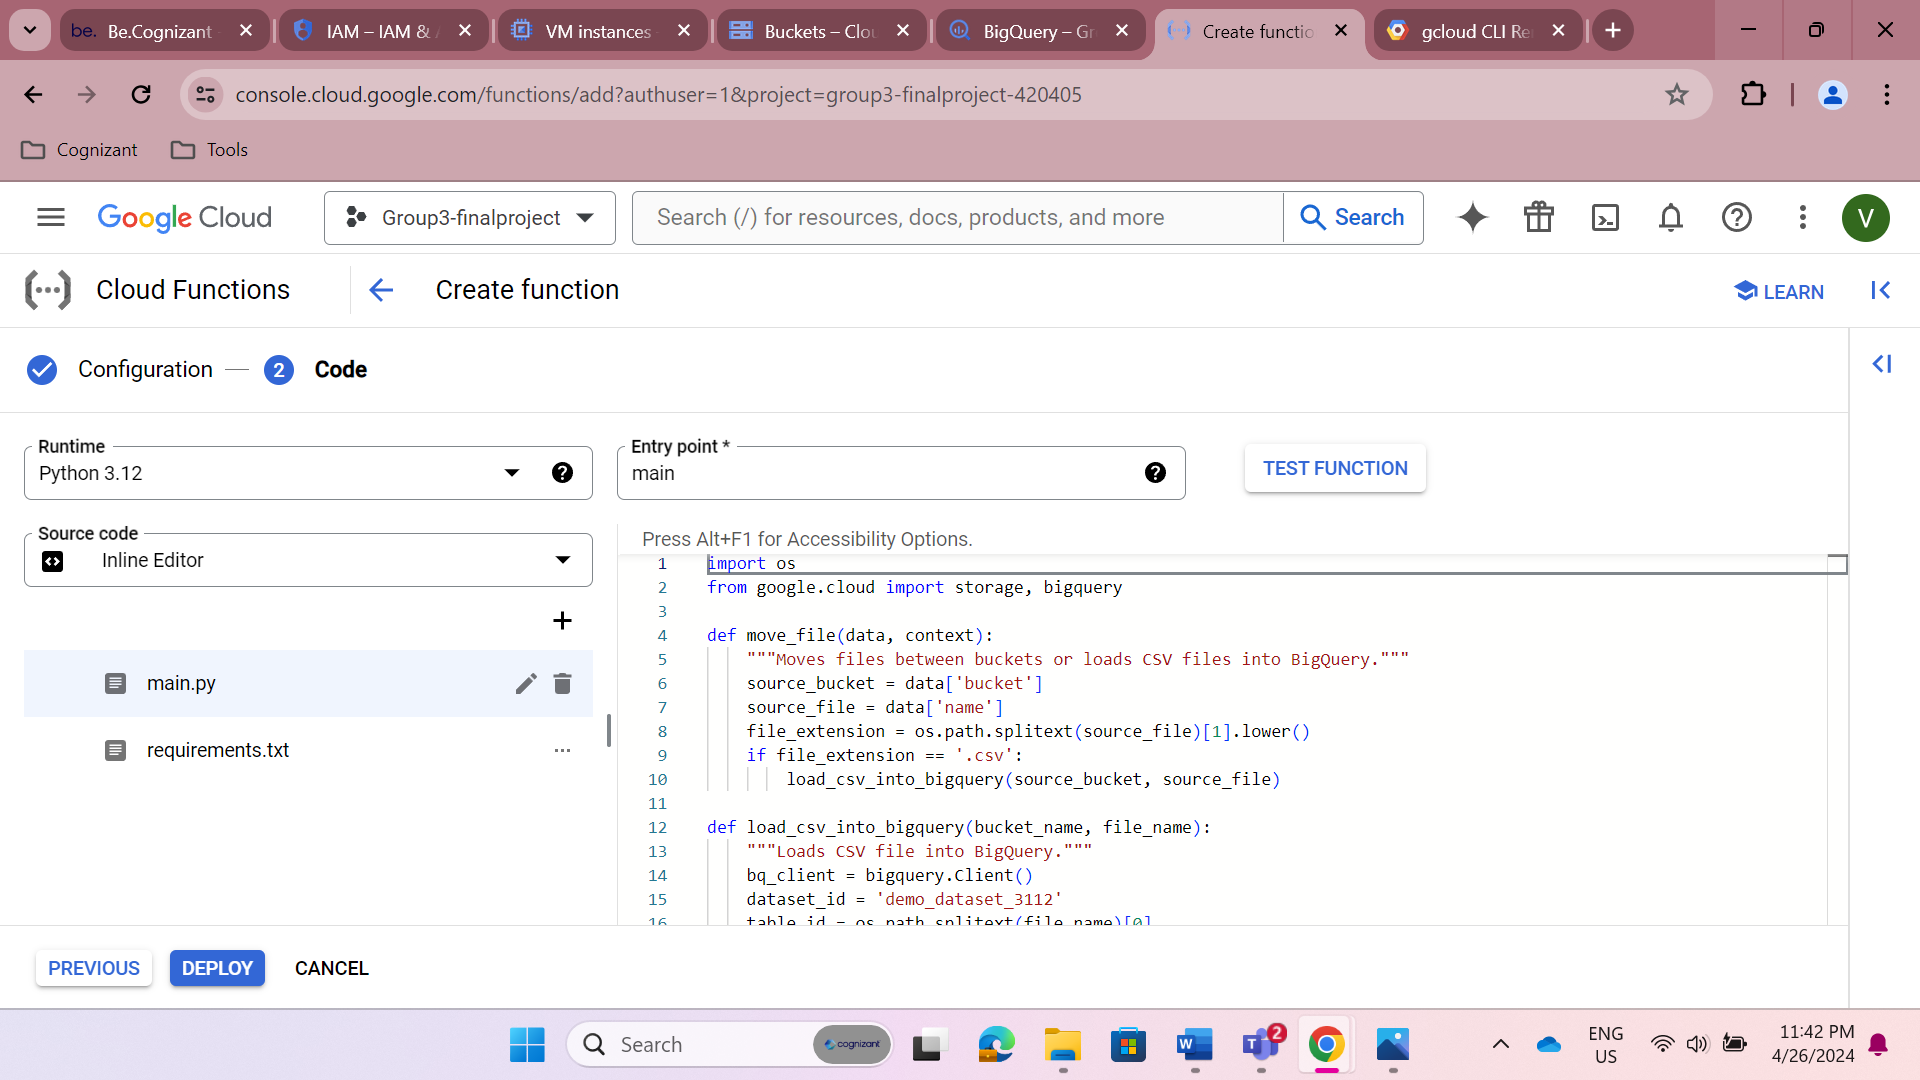 be. Be.Cognizant
IAM – IAM &
VM instances
Buckets – Clou
BigQuery – Gr
Create functio
gcloud CLI Re
console.cloud.google.com/functions/add?authuser=1&project=group3-finalproject-420405
Cognizant
Tools
Google Cloud
Group3-finalproject
Search (/) for resources, docs, products, and more
Search
V
Cloud Functions
Create function
LEARN
Configuration
2
Code
Runtime
Python 3.12
Entry point *
main
TEST FUNCTION
Source code
Inline Editor
main.py
requirements.txt
Press Alt+F1 for Accessibility Options.
1 import os
2 from google.cloud import storage, bigquery
3
4 def move_file(data, context):
5 """Moves files between buckets or loads CSV files into BigQuery."""
6 source_bucket = data['bucket']
7 source_file = data['name']
8 file_extension = os.path.splitext(source_file)[1].lower()
9 if file_extension == '.csv':
10 load_csv_into_bigquery(source_bucket, source_file)
11
12 def load_csv_into_bigquery(bucket_name, file_name):
13 """Loads CSV file into BigQuery."""
14 bq_client = bigquery.Client()
15 dataset_id = 'demo_dataset_3112'
16 table_id = os.path.splitext(file_name)[0]
PREVIOUS
DEPLOY
CANCEL
Search
cognizant
2
ENG
US
11:42 PM
4/26/2024